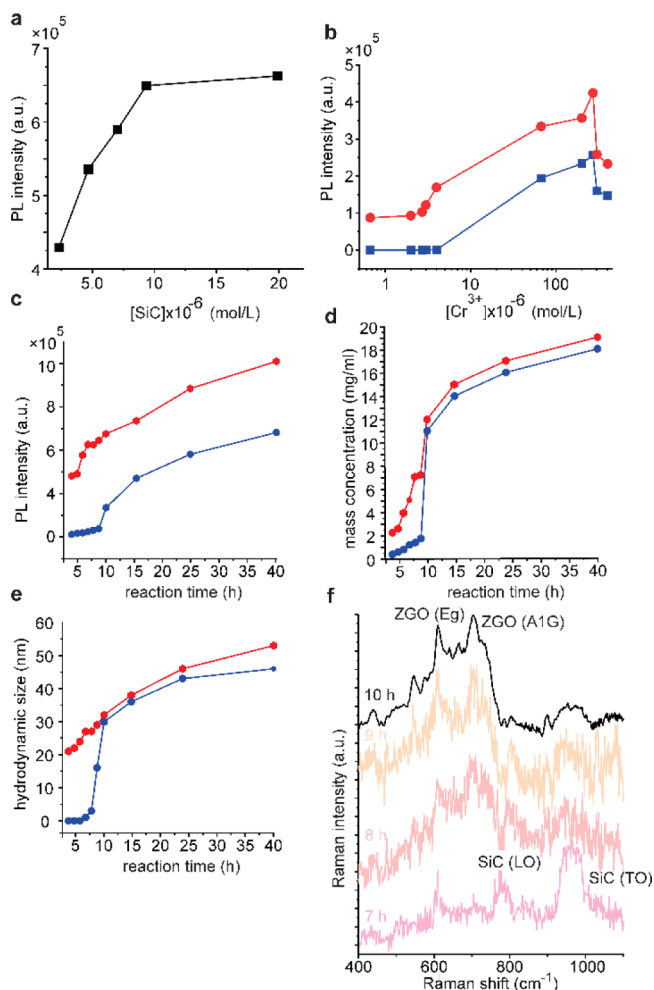 a
×10^5
7
6
5
4
PL intensity (a.u.)
5.0
10
15
20
[SiC]x10^-6 (mol/L)
b
×10^5
5
4
3
2
1
0
PL intensity (a.u.)
1
10
100
[Cr^3+]x10^-6 (mol/L)
c
×10^5
10
8
6
4
2
0
PL intensity (a.u.)
5 10 15 20 25 30 35 40
reaction time (h)
d
20
18
16
14
12
10
8
6
4
2
0
mass concentration (mg/ml)
5 10 15 20 25 30 35 40
reaction time (h)
e
60
50
40
30
20
10
0
hydrodynamic size (nm)
5 10 15 20 25 30 35 40
reaction time (h)
f
ZGO (Eg)
ZGO (A1G)
10 h
9 h
8 h
SiC (LO)
SiC (TO)
7 h
Raman intensity (a.u.)
400 600 800 1000
Raman shift (cm^-1)